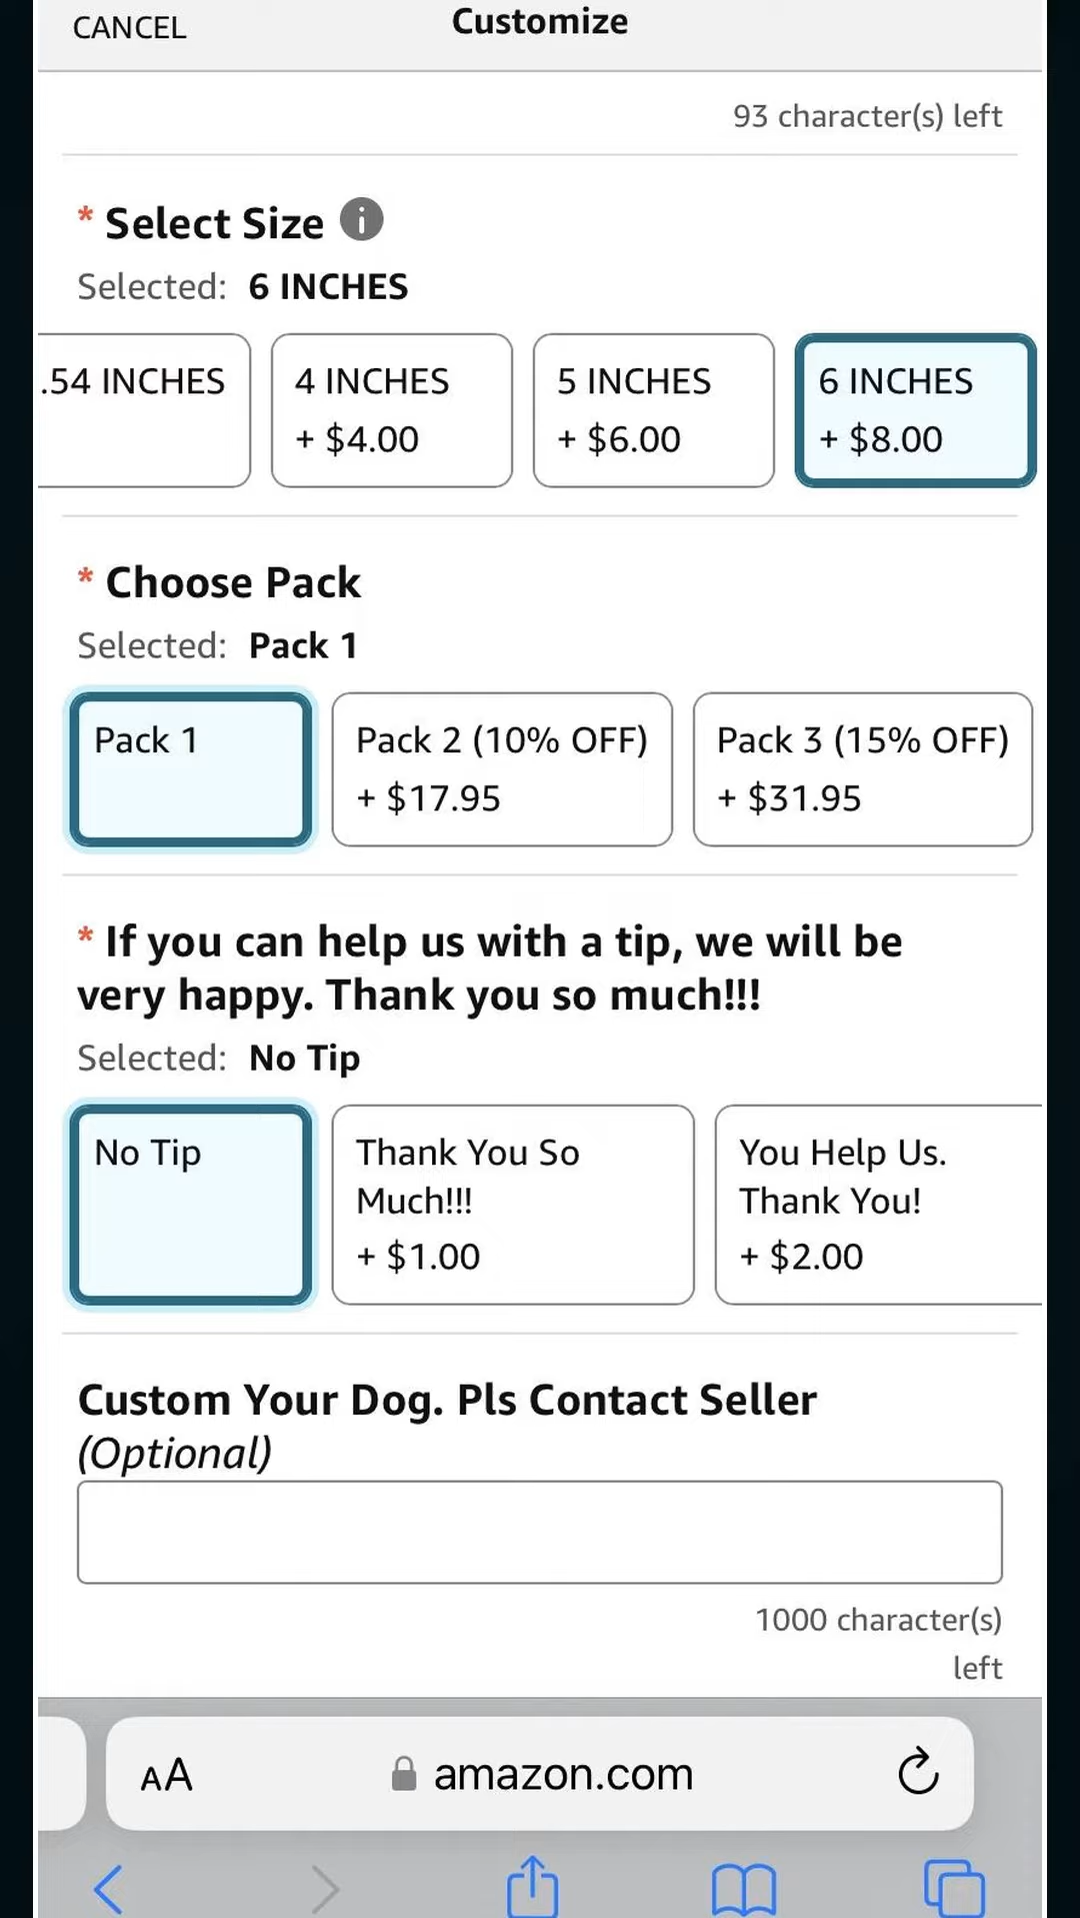 CANCEL
Customize
93 character(s) left
* Select Size i
Selected: 6 INCHES
.54 INCHES
4 INCHES
+ $4.00
5 INCHES
+ $6.00
6 INCHES
+ $8.00
* Choose Pack
Selected: Pack 1
Pack 1
Pack 2 (10% OFF)
+ $17.95
Pack 3 (15% OFF)
+ $31.95
* If you can help us with a tip, we will be
very happy. Thank you so much!!!
Selected: No Tip
No Tip
Thank You So
Much!!!
+ $1.00
You Help Us.
Thank You!
+ $2.00
Custom Your Dog. Pls Contact Seller
(Optional)
1000 character(s)
left
AA
amazon.com